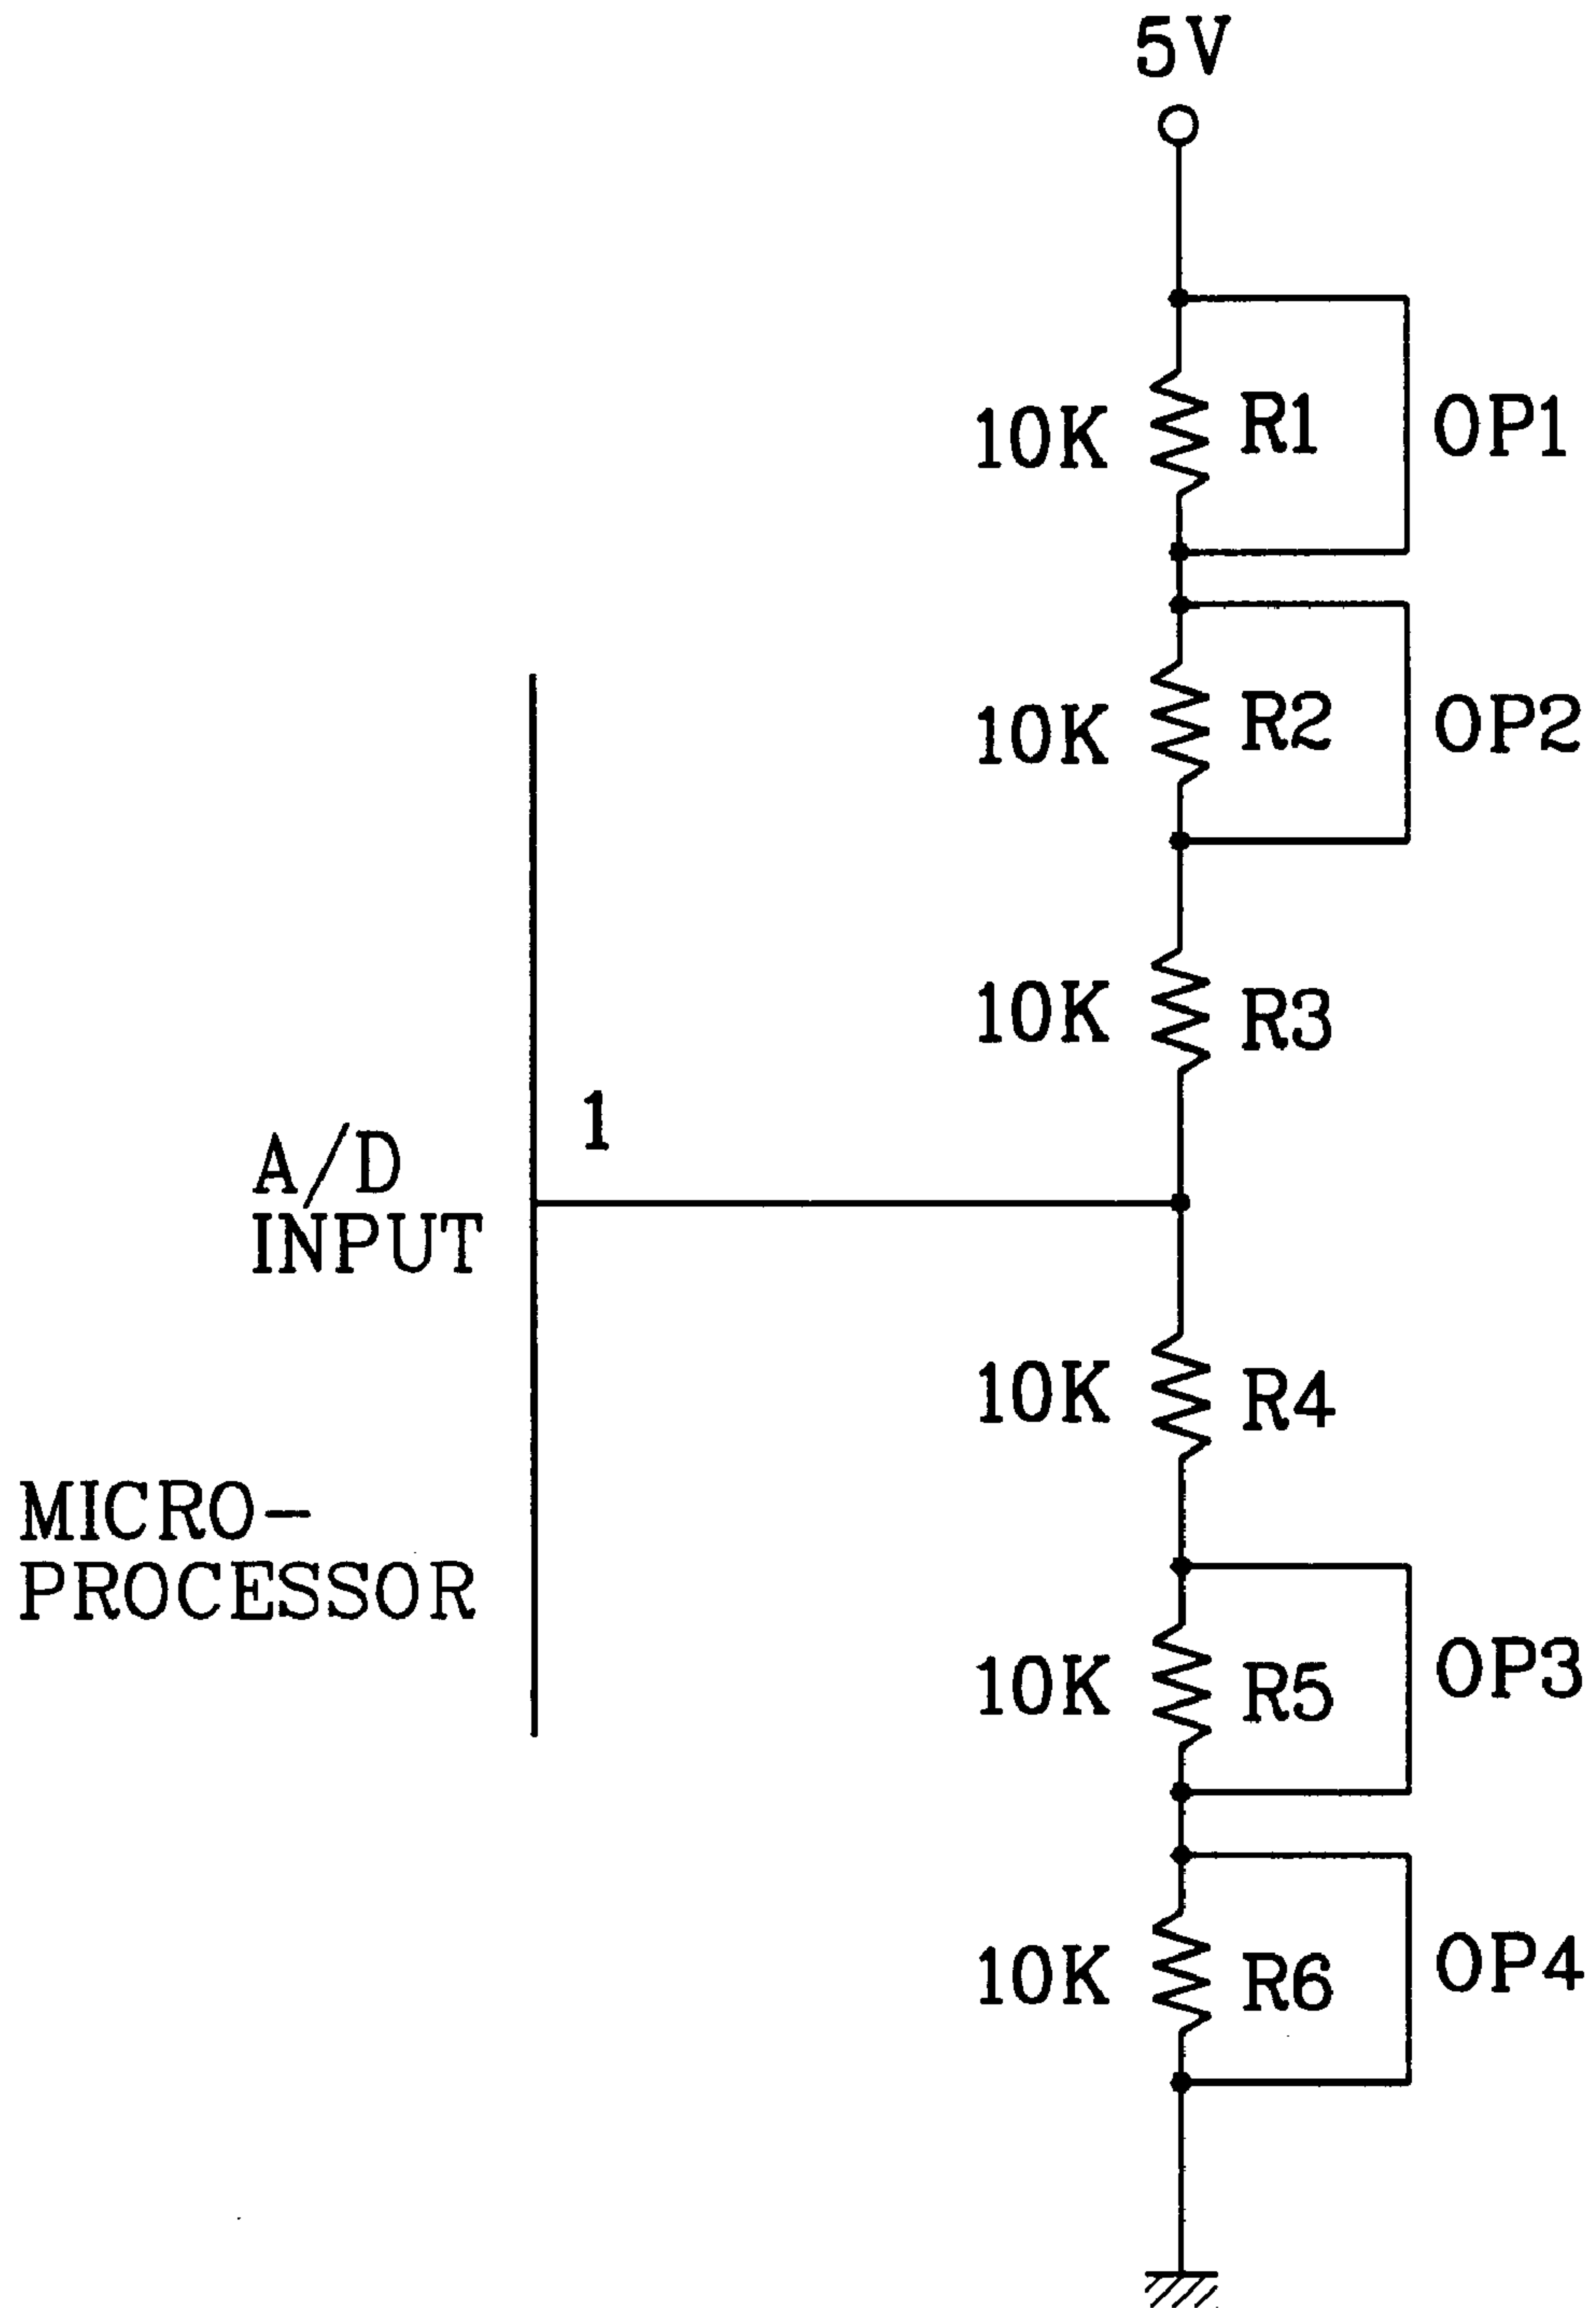 5V
10K R1 OP1
10K R2 OP2
10K R3
1
A/D
INPUT
10K R4
MICRO-
PROCESSOR
10K R5 OP3
10K R6 OP4